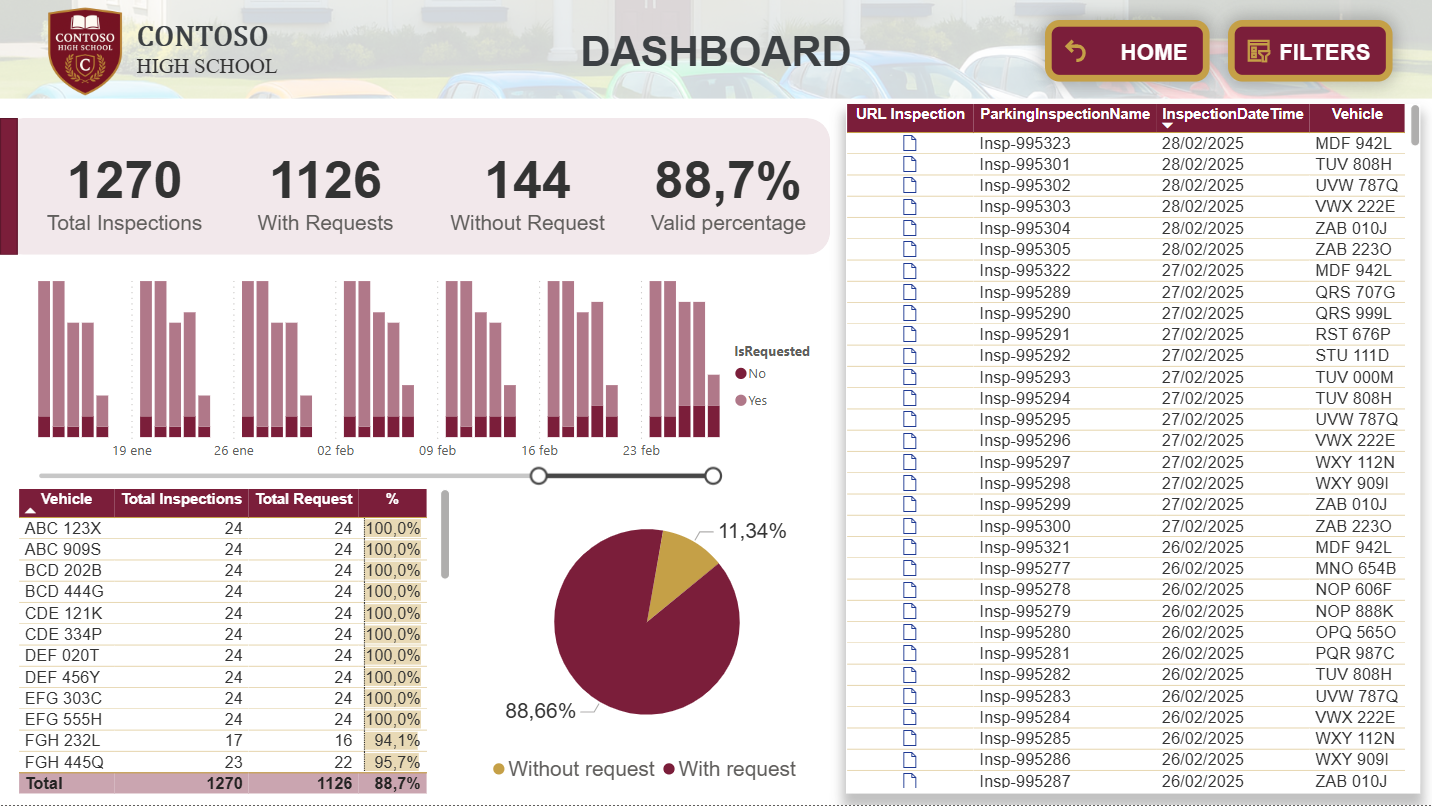 CONTOSO
HIGH SCHOOL
C
CONTOSO
HIGH SCHOOL
DASHBOARD
HOME
FILTERS
1270
Total Inspections
1126
With Requests
144
Without Request
88,7%
Valid percentage
IsRequested
No
Yes
19 ene 26 ene 02 feb 09 feb 16 feb 23 feb
Vehicle Total Inspections Total Request %
ABC 123X 24 24 100,0%
ABC 909S 24 24 100,0%
BCD 202B 24 24 100,0%
BCD 444G 24 24 100,0%
CDE 121K 24 24 100,0%
CDE 334P 24 24 100,0%
DEF 020T 24 24 100,0%
DEF 456Y 24 24 100,0%
EFG 303C 24 24 100,0%
EFG 555H 24 24 100,0%
FGH 232L 17 16 94,1%
FGH 445Q 23 22 95,7%
Total 1270 1126 88,7%
11,34%
88,66%
Without request With request
URL Inspection ParkingInspectionName InspectionDateTime Vehicle
Insp-995323 28/02/2025 MDF 942L
Insp-995301 28/02/2025 TUV 808H
Insp-995302 28/02/2025 UVW 787Q
Insp-995303 28/02/2025 VWX 222E
Insp-995304 28/02/2025 ZAB 010J
Insp-995305 28/02/2025 ZAB 223O
Insp-995322 27/02/2025 MDF 942L
Insp-995289 27/02/2025 QRS 707G
Insp-995290 27/02/2025 QRS 999L
Insp-995291 27/02/2025 RST 676P
Insp-995292 27/02/2025 STU 111D
Insp-995293 27/02/2025 TUV 000M
Insp-995294 27/02/2025 TUV 808H
Insp-995295 27/02/2025 UVW 787Q
Insp-995296 27/02/2025 VWX 222E
Insp-995297 27/02/2025 WXY 112N
Insp-995298 27/02/2025 WXY 909I
Insp-995299 27/02/2025 ZAB 010J
Insp-995300 27/02/2025 ZAB 223O
Insp-995321 26/02/2025 MDF 942L
Insp-995277 26/02/2025 MNO 654B
Insp-995278 26/02/2025 NOP 606F
Insp-995279 26/02/2025 NOP 888K
Insp-995280 26/02/2025 OPQ 565O
Insp-995281 26/02/2025 PQR 987C
Insp-995282 26/02/2025 TUV 808H
Insp-995283 26/02/2025 UVW 787Q
Insp-995284 26/02/2025 VWX 222E
Insp-995285 26/02/2025 WXY 112N
Insp-995286 26/02/2025 WXY 909I
Insp-995287 26/02/2025 ZAB 010J